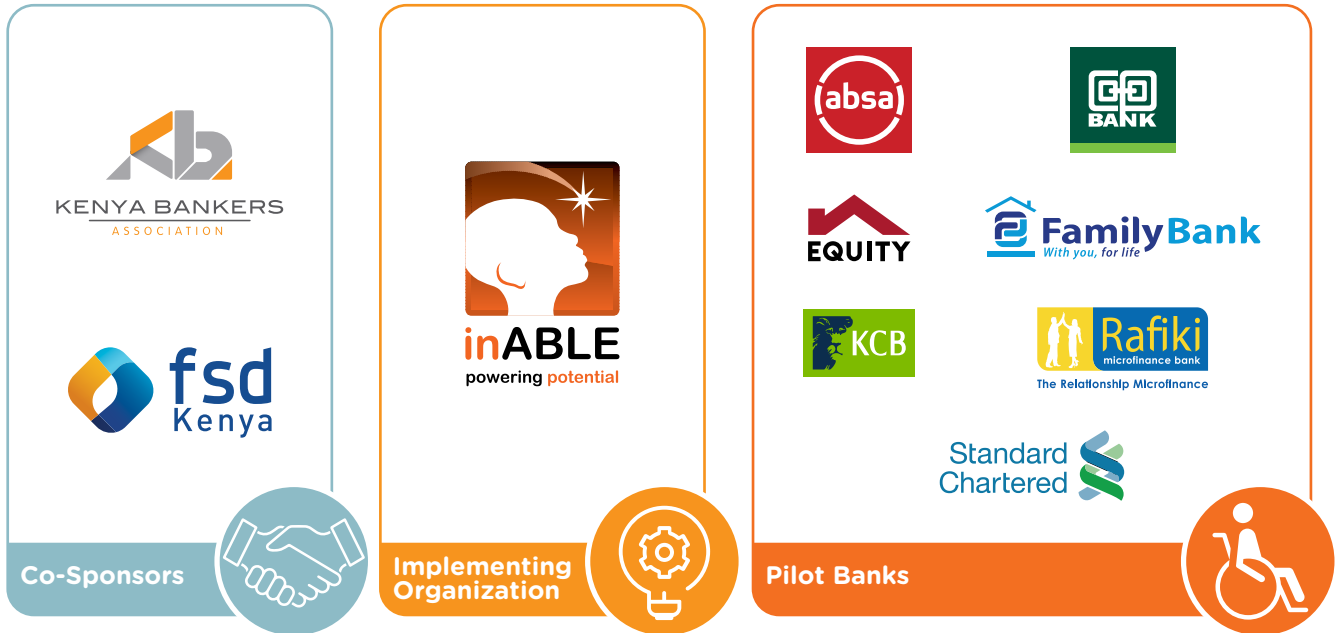 KENYA BANKERS
ASSOCIATION
fsd
Kenya
Co-Sponsors
inABLE
powering potential
Implementing
Organization
absa
BANK
EQUITY
FamilyBank
With you, for life
KCB
Rafiki
microfinance bank
The Relationship Microfinance
Standard
Chartered
Pilot Banks